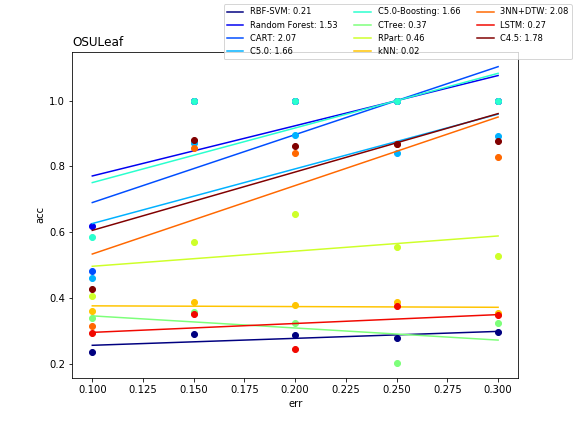 RBF-SVM: 0.21
Random Forest: 1.53
CART: 2.07
C5.0: 1.66
C5.0-Boosting: 1.66
CTree: 0.37
RPart: 0.46
kNN: 0.02
3NN+DTW: 2.08
LSTM: 0.27
C4.5: 1.78
OSULeaf
acc
1.0
0.8
0.6
0.4
0.2
0.100 0.125 0.150 0.175 0.200 0.225 0.250 0.275 0.300
err